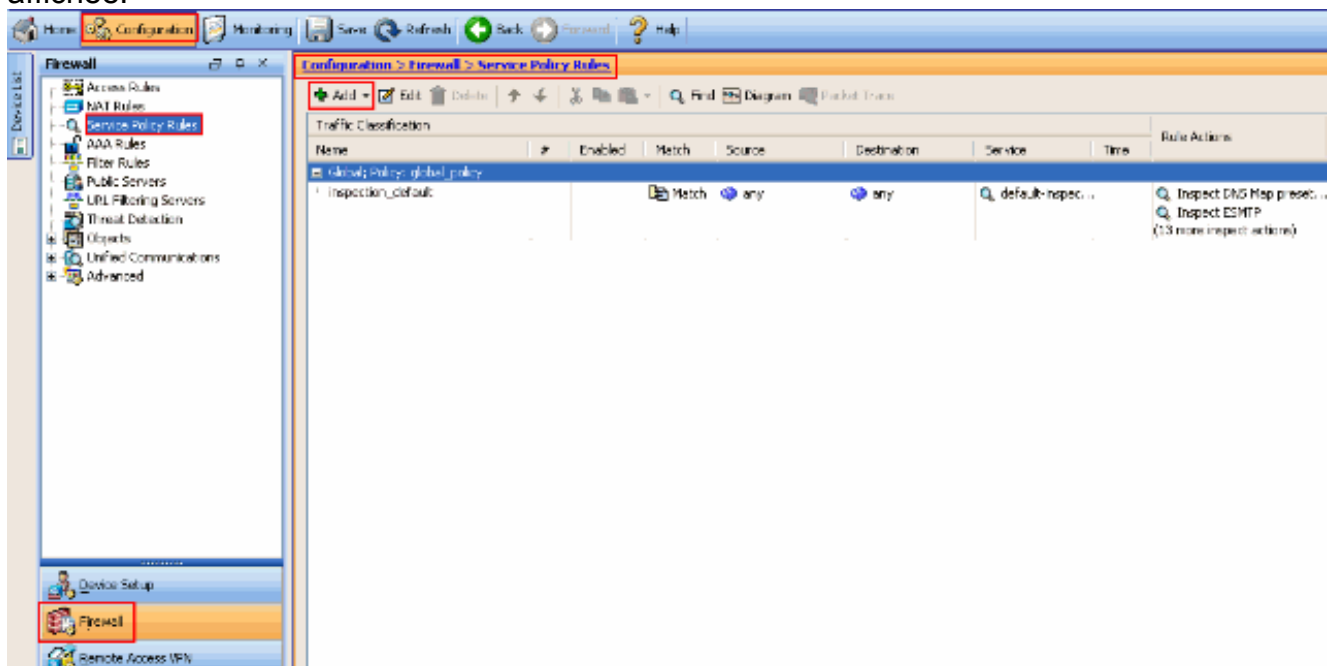 affichée.
Home Configuration Monitoring Save Refresh Back Forward Help
Device List
Firewall
Access Rules
NAT Rules
Service Policy Rules
AAA Rules
Filter Rules
Public Servers
URL Filtering Servers
Threat Detection
Objects
Unified Communications
Advanced
Device Setup
Firewall
Remote Access VPN
Configuration > Firewall > Service Policy Rules
Add Edit Delete Find Diagram Packet Trace
Traffic Classification Rule Actions
Name # Enabled Match Source Destination Service Time
Global; Policy: global_policy
inspection_default Match any any default-inspec... Inspect DNS Map preset...
Inspect ESMTP
(13 more inspect actions)